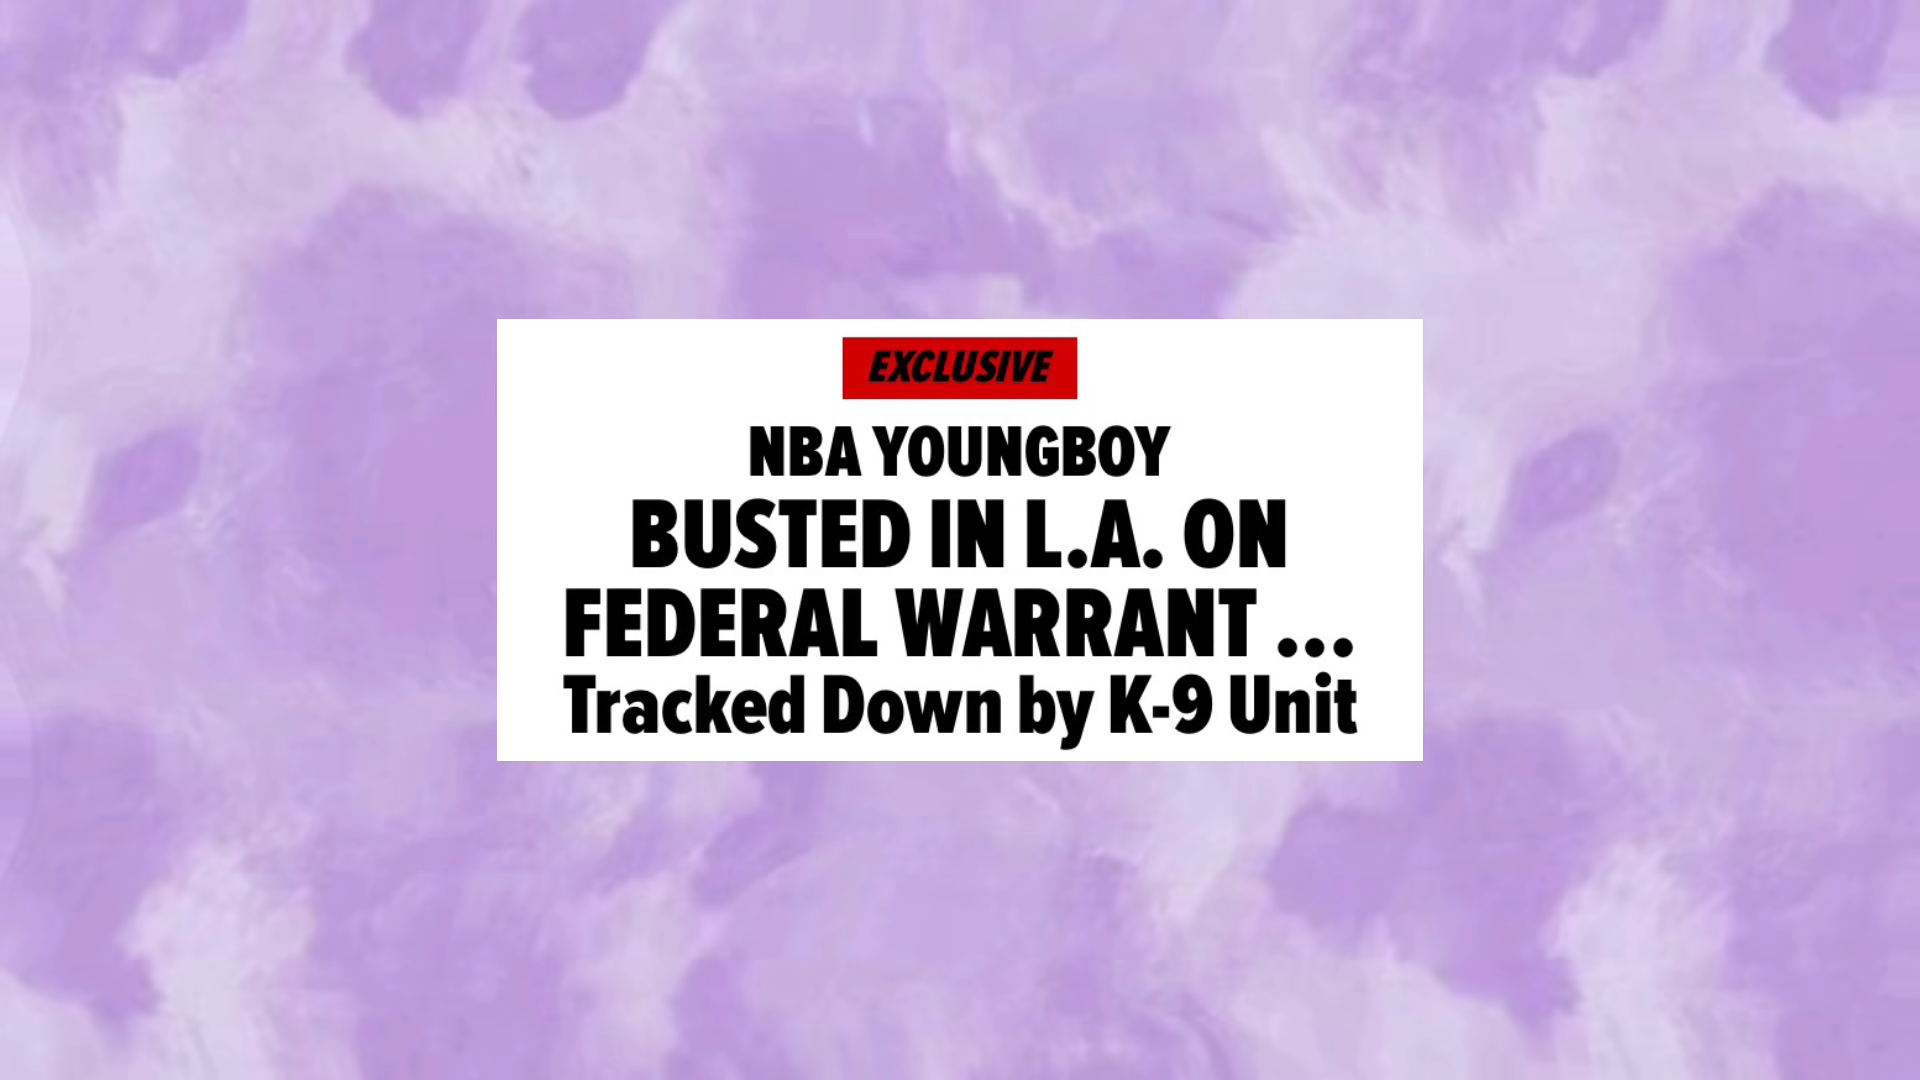 EXCLUSIVE
NBA YOUNGBOY
BUSTED IN L.A. ON
FEDERAL WARRANT ...
Tracked Down by K-9 Unit